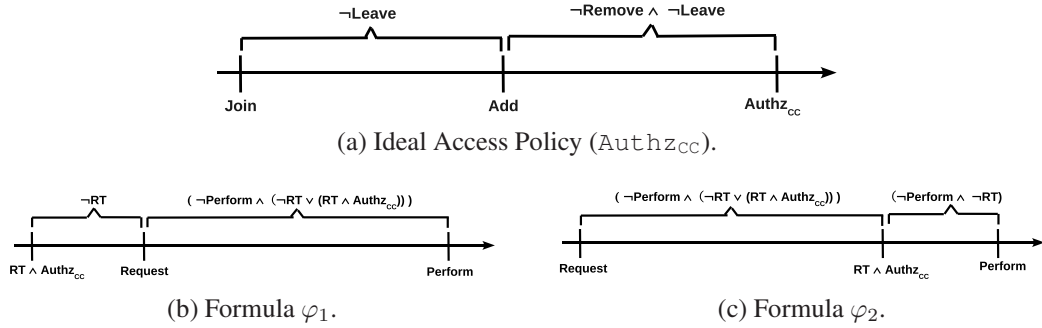 ¬Leave
¬Remove ∧ ¬Leave
Join
Add
Authz_CC
(a) Ideal Access Policy (Authz_CC).
¬RT
( ¬Perform ∧ (¬RT ∨ (RT ∧ Authz_CC)) )
RT ∧ Authz_CC
Request
Perform
(b) Formula φ₁.
( ¬Perform ∧ (¬RT ∨ (RT ∧ Authz_CC)) )
(¬Perform ∧ ¬RT)
Request
RT ∧ Authz_CC
Perform
(c) Formula φ₂.